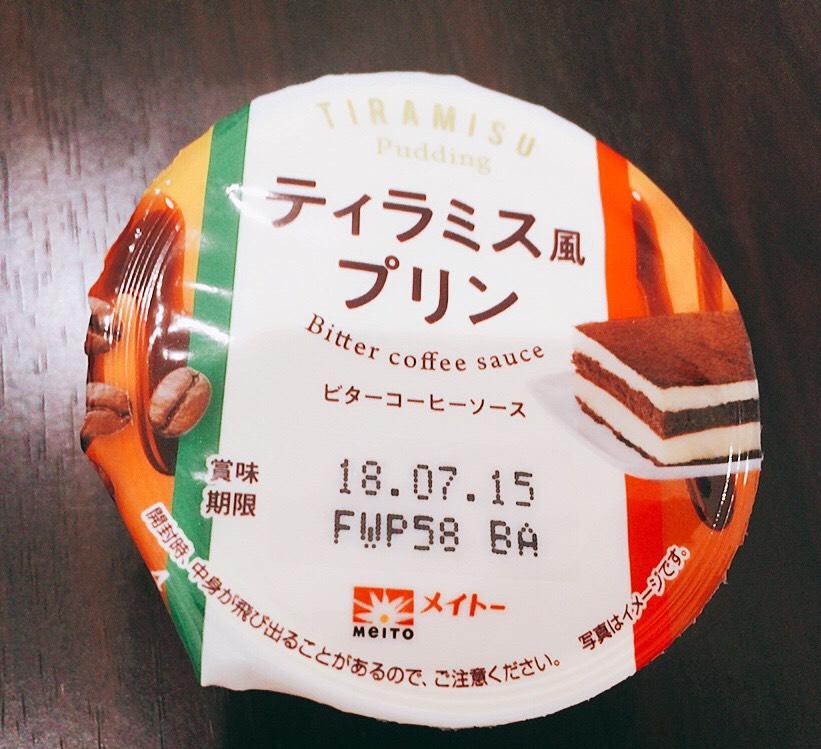 TIRAMISU
Pudding
ティラミス風
プリン
Bitter coffee sauce
ビターコーヒーソース
賞味
期限
18.07.15
FWP58 BA
MEITO
メイトー
開封時、中身が飛び出ることがあるので、ご注意ください。
写真はイメージです。